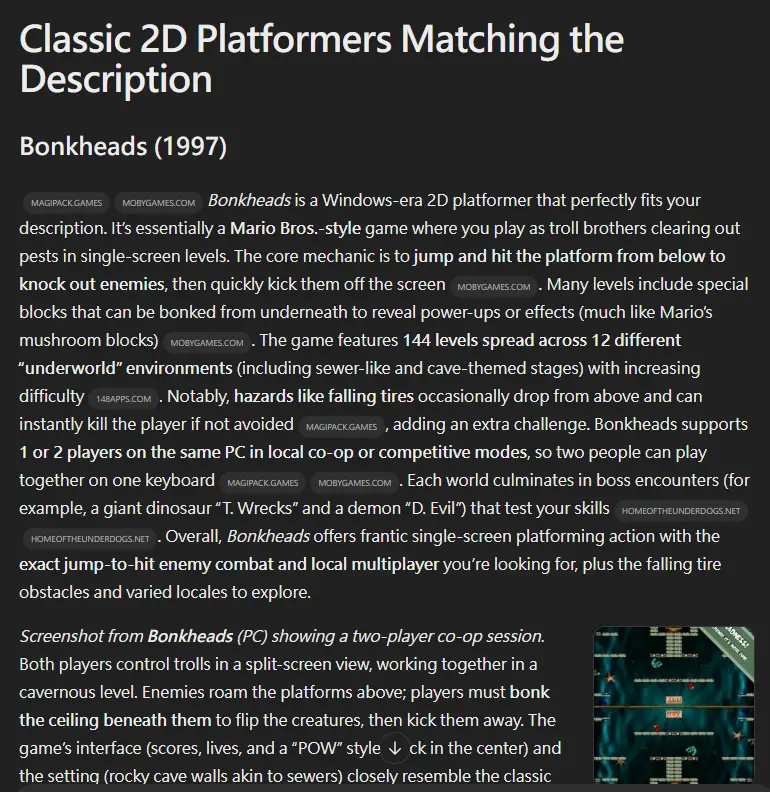 Classic 2D Platformers Matching the
Description
Bonkheads (1997)
MAGIPACK.GAMES MOBYGAMES.COM Bonkheads is a Windows-era 2D platformer that perfectly fits your
description. It's essentially a Mario Bros.-style game where you play as troll brothers clearing out
pests in single-screen levels. The core mechanic is to jump and hit the platform from below to
knock out enemies, then quickly kick them off the screen MOBYGAMES.COM . Many levels include special
blocks that can be bonked from underneath to reveal power-ups or effects (much like Mario's
mushroom blocks) MOBYGAMES.COM . The game features 144 levels spread across 12 different
“underworld” environments (including sewer-like and cave-themed stages) with increasing
difficulty 148APPS.COM . Notably, hazards like falling tires occasionally drop from above and can
instantly kill the player if not avoided MAGIPACK.GAMES , adding an extra challenge. Bonkheads supports
1 or 2 players on the same PC in local co-op or competitive modes, so two people can play
together on one keyboard MAGIPACK.GAMES MOBYGAMES.COM . Each world culminates in boss encounters (for
example, a giant dinosaur “T. Wrecks” and a demon “D. Evil”) that test your skills HOMEOFTHEUNDERDOGS.NET
HOMEOFTHEUNDERDOGS.NET . Overall, Bonkheads offers frantic single-screen platforming action with the
exact jump-to-hit enemy combat and local multiplayer you're looking for, plus the falling tire
obstacles and varied locales to explore.
Screenshot from Bonkheads (PC) showing a two-player co-op session.
Both players control trolls in a split-screen view, working together in a
cavernous level. Enemies roam the platforms above; players must bonk
the ceiling beneath them to flip the creatures, then kick them away. The
game's interface (scores, lives, and a “POW” style ck in the center) and
the setting (rocky cave walls akin to sewers) closely resemble the classic